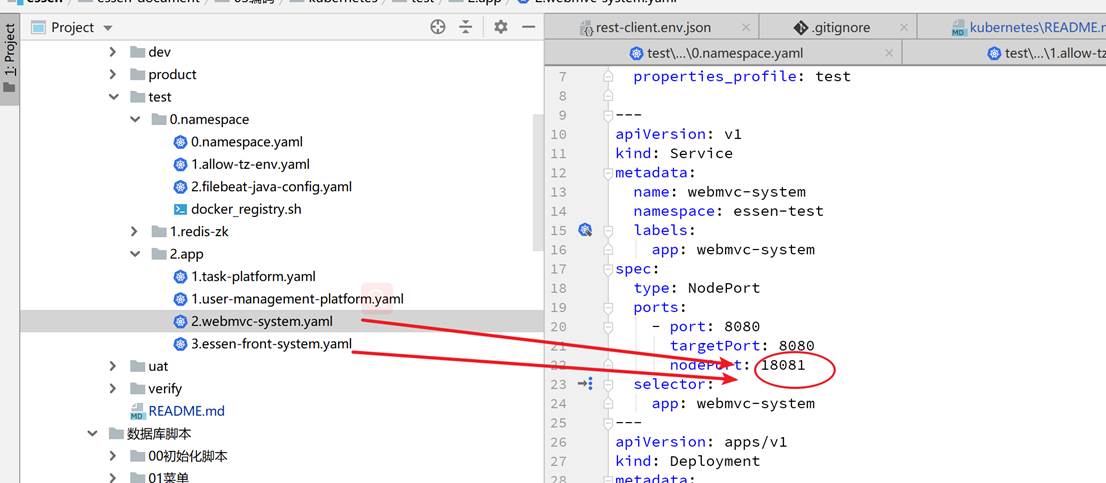 essen essen-document 05编码 kubernetes test 2.app 2.webmvc-system.yaml
1: Project
Project
dev
product
test
0.namespace
0.namespace.yaml
1.allow-tz-env.yaml
2.filebeat-java-config.yaml
docker_registry.sh
1.redis-zk
2.app
1.task-platform.yaml
1.user-management-platform.yaml
2.webmvc-system.yaml
3.essen-front-system.yaml
uat
verify
README.md
数据库脚本
00初始化脚本
01菜单
rest-client.env.json .gitignore kubernetes\README.m
test\...\0.namespace.yaml test\...\1.allow-tz
7 properties_profile: test
8
9 ---
10 apiVersion: v1
11 kind: Service
12 metadata:
13 name: webmvc-system
14 namespace: essen-test
15 labels:
16 app: webmvc-system
17 spec:
18 type: NodePort
19 ports:
20 - port: 8080
21 targetPort: 8080
22 nodePort: 18081
23 selector:
24 app: webmvc-system
25 ---
26 apiVersion: apps/v1
27 kind: Deployment
28 metadata: